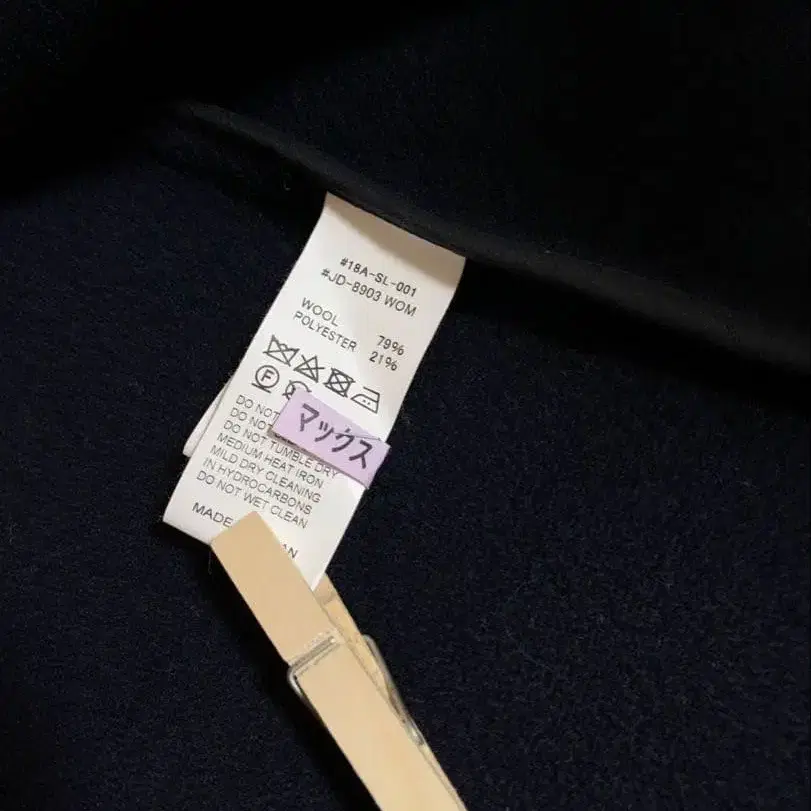 #18A-SL-001
#JD-8903 WOM
WOOL 79%
POLYESTER 21%
F
DO NOT
DO NOT
マックス
DO NOT TUMBLE DRY
MEDIUM HEAT IRON
MILD DRY CLEANING
IN HYDROCARBONS
DO NOT WET CLEAN
MADE